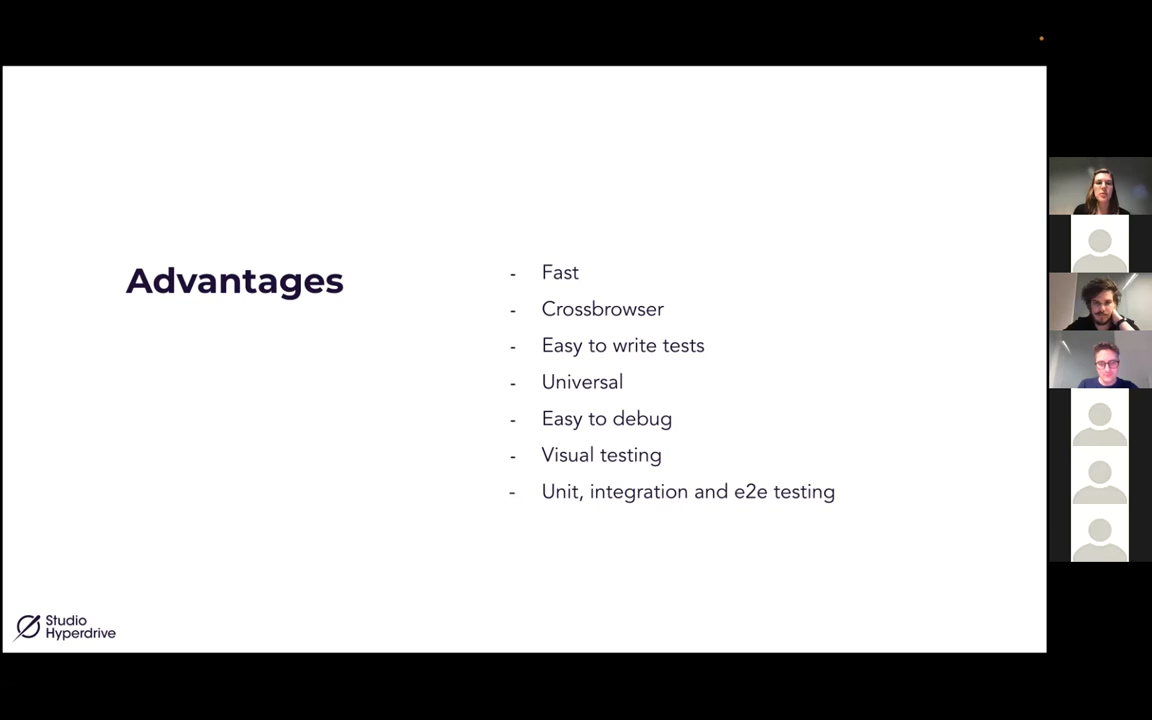 Advantages
- Fast
- Crossbrowser
- Easy to write tests
- Universal
- Easy to debug
- Visual testing
- Unit, integration and e2e testing
Studio
Hyperdrive